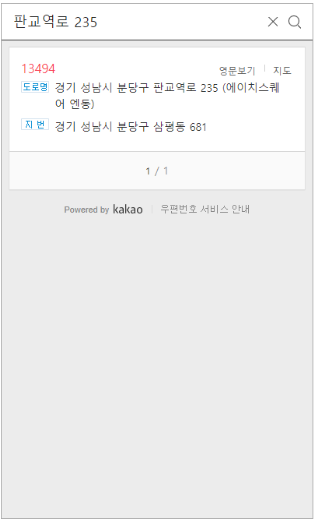 판교역로 235
13494
영문보기 지도
도로명 경기 성남시 분당구 판교역로 235 (에이치스퀘
어 엔동)
지번 경기 성남시 분당구 삼평동 681
1 / 1
Powered by kakao 우편번호 서비스 안내